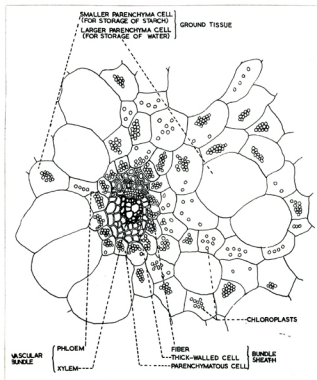 SMALLER PARENCHYMA CELL
(FOR STORAGE OF STARCH)
LARGER PARENCHYMA CELL
(FOR STORAGE OF WATER)
GROUND TISSUE
CHLOROPLASTS
VASCULAR
BUNDLE
PHLOEM
XYLEM
FIBER
THICK-WALLED CELL
PARENCHYMATOUS CELL
BUNDLE
SHEATH